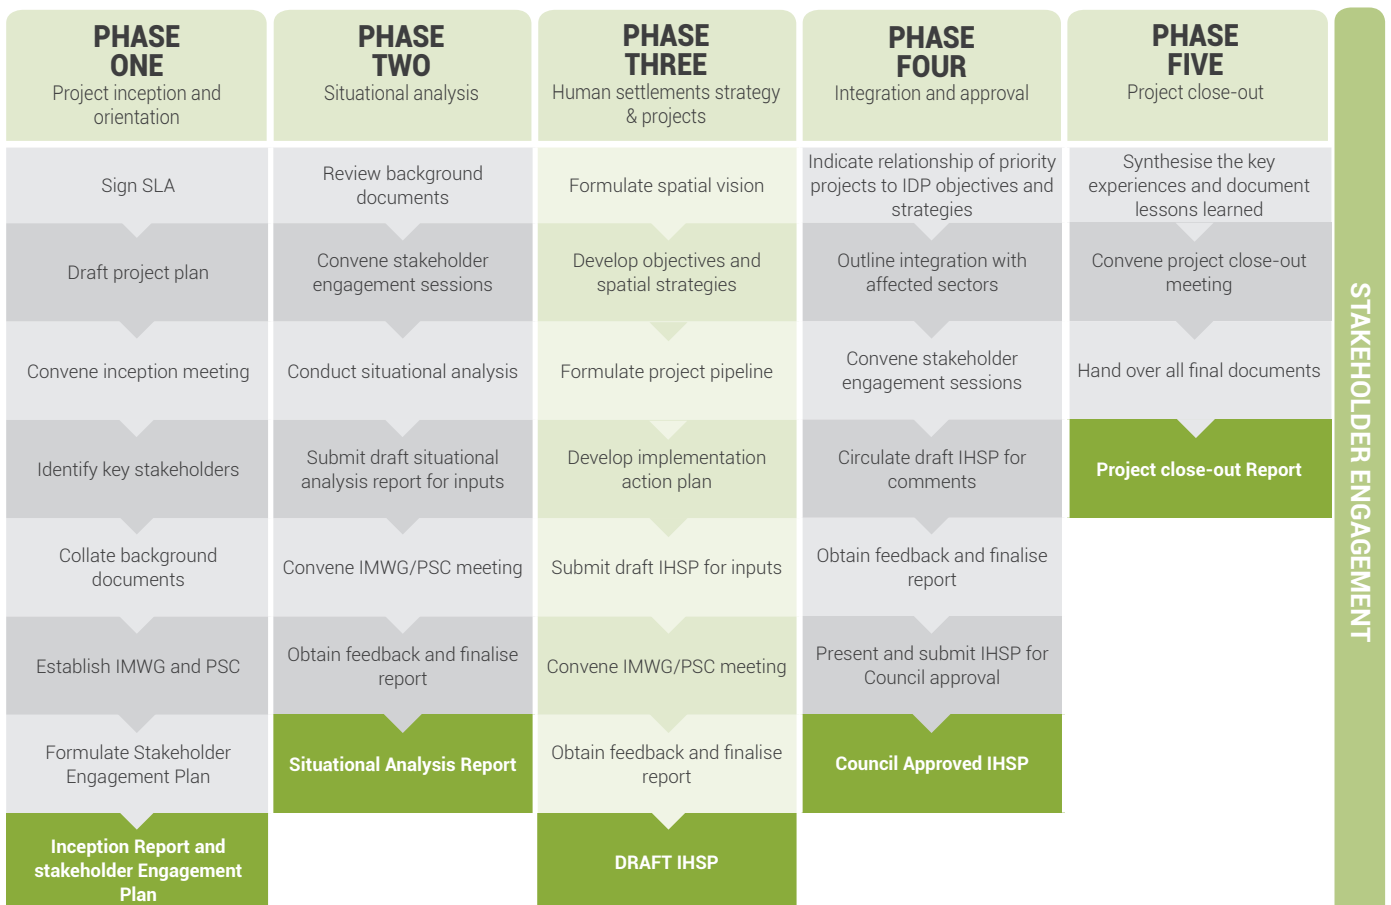 PHASE
ONE
Project inception and
orientation
Sign SLA
Draft project plan
Convene inception meeting
Identify key stakeholders
Collate background
documents
Establish IMWG and PSC
Formulate Stakeholder
Engagement Plan
Inception Report and
stakeholder Engagement
Plan
PHASE
TWO
Situational analysis
Review background
documents
Convene stakeholder
engagement sessions
Conduct situational analysis
Submit draft situational
analysis report for inputs
Convene IMWG/PSC meeting
Obtain feedback and finalise
report
Situational Analysis Report
PHASE
THREE
Human settlements strategy
& projects
Formulate spatial vision
Develop objectives and
spatial strategies
Formulate project pipeline
Develop implementation
action plan
Submit draft IHSP for inputs
Convene IMWG/PSC meeting
Obtain feedback and finalise
report
DRAFT IHSP
PHASE
FOUR
Integration and approval
Indicate relationship of priority
projects to IDP objectives and
strategies
Outline integration with
affected sectors
Convene stakeholder
engagement sessions
Circulate draft IHSP for
comments
Obtain feedback and finalise
report
Present and submit IHSP for
Council approval
Council Approved IHSP
PHASE
FIVE
Project close-out
Synthesise the key
experiences and document
lessons learned
Convene project close-out
meeting
Hand over all final documents
Project close-out Report
STAKEHOLDER ENGAGEMENT